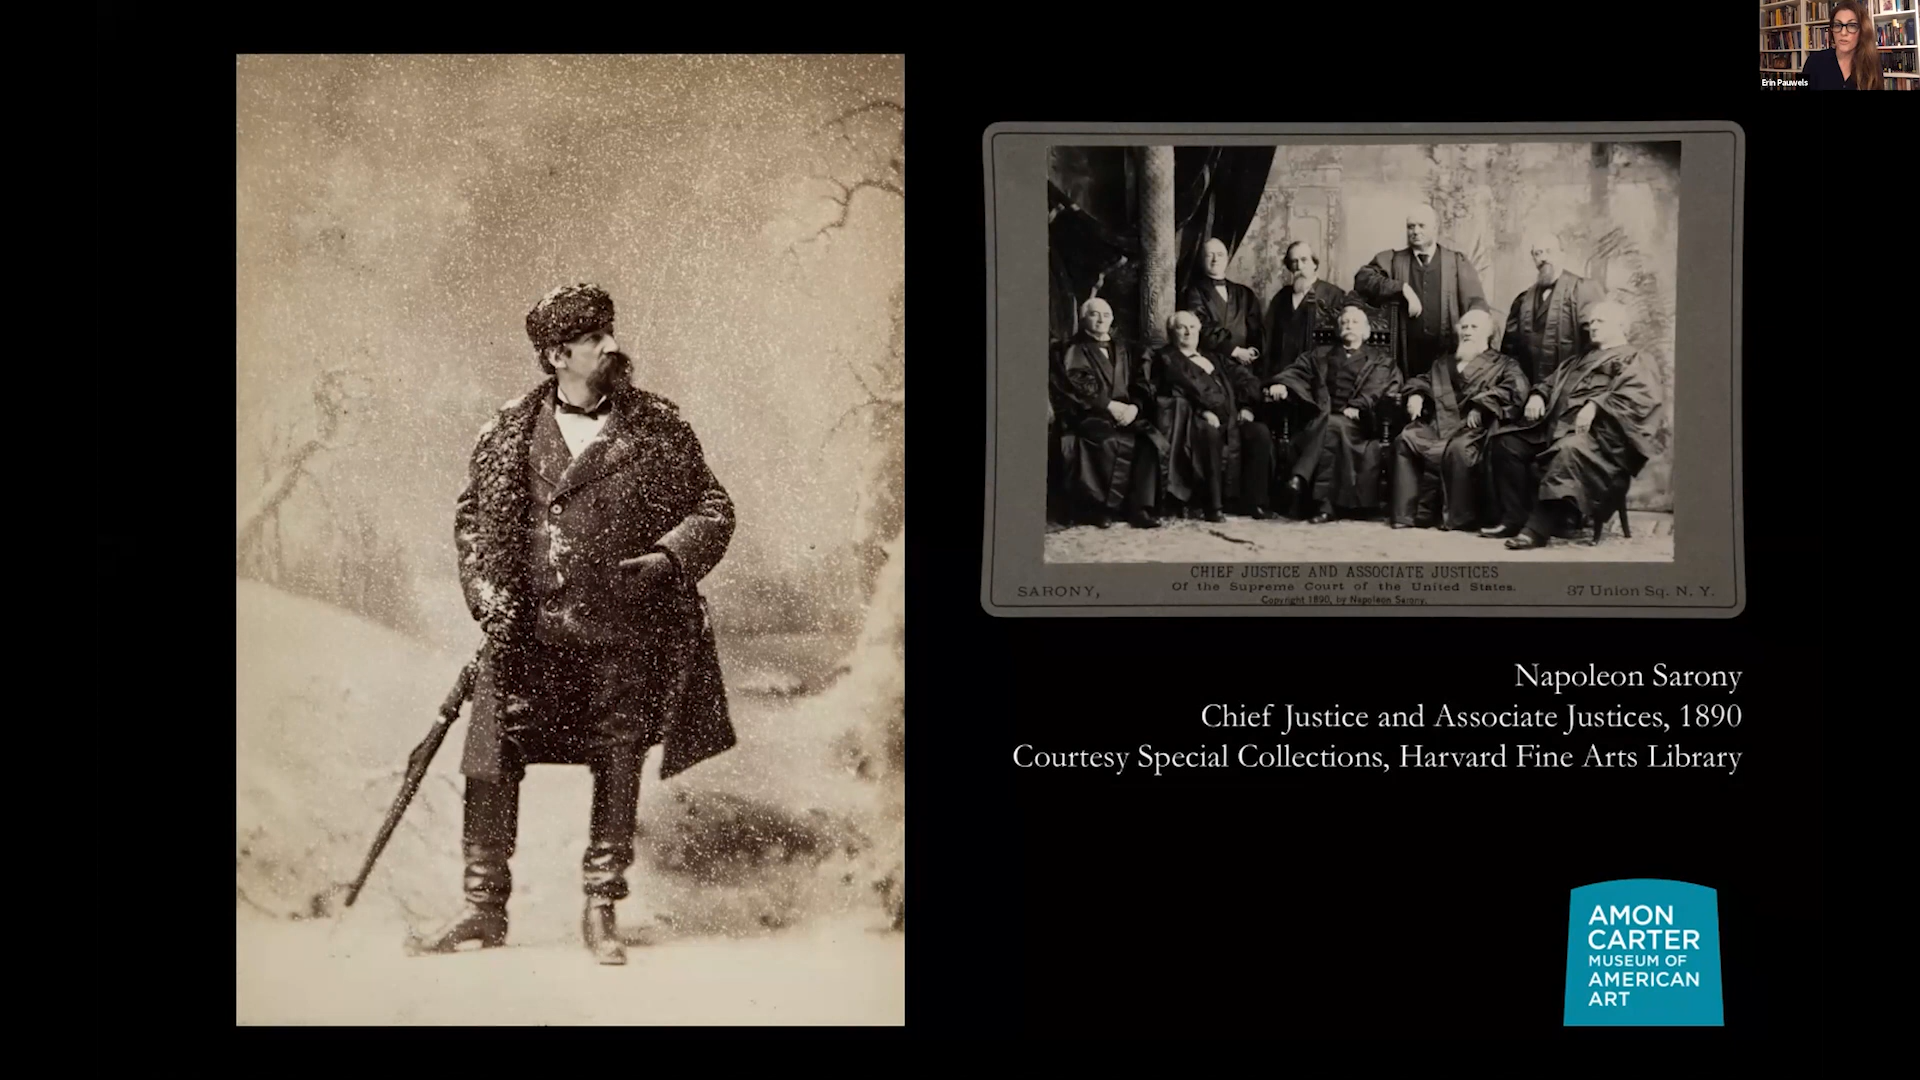 Erin Pauwels
CHIEF JUSTICE AND ASSOCIATE JUSTICES
Of the Supreme Court of the United States.
Copyright 1890, by Napoleon Sarony.
SARONY,
37 Union Sq. N. Y.
Napoleon Sarony
Chief Justice and Associate Justices, 1890
Courtesy Special Collections, Harvard Fine Arts Library
AMON
CARTER
MUSEUM OF
AMERICAN
ART